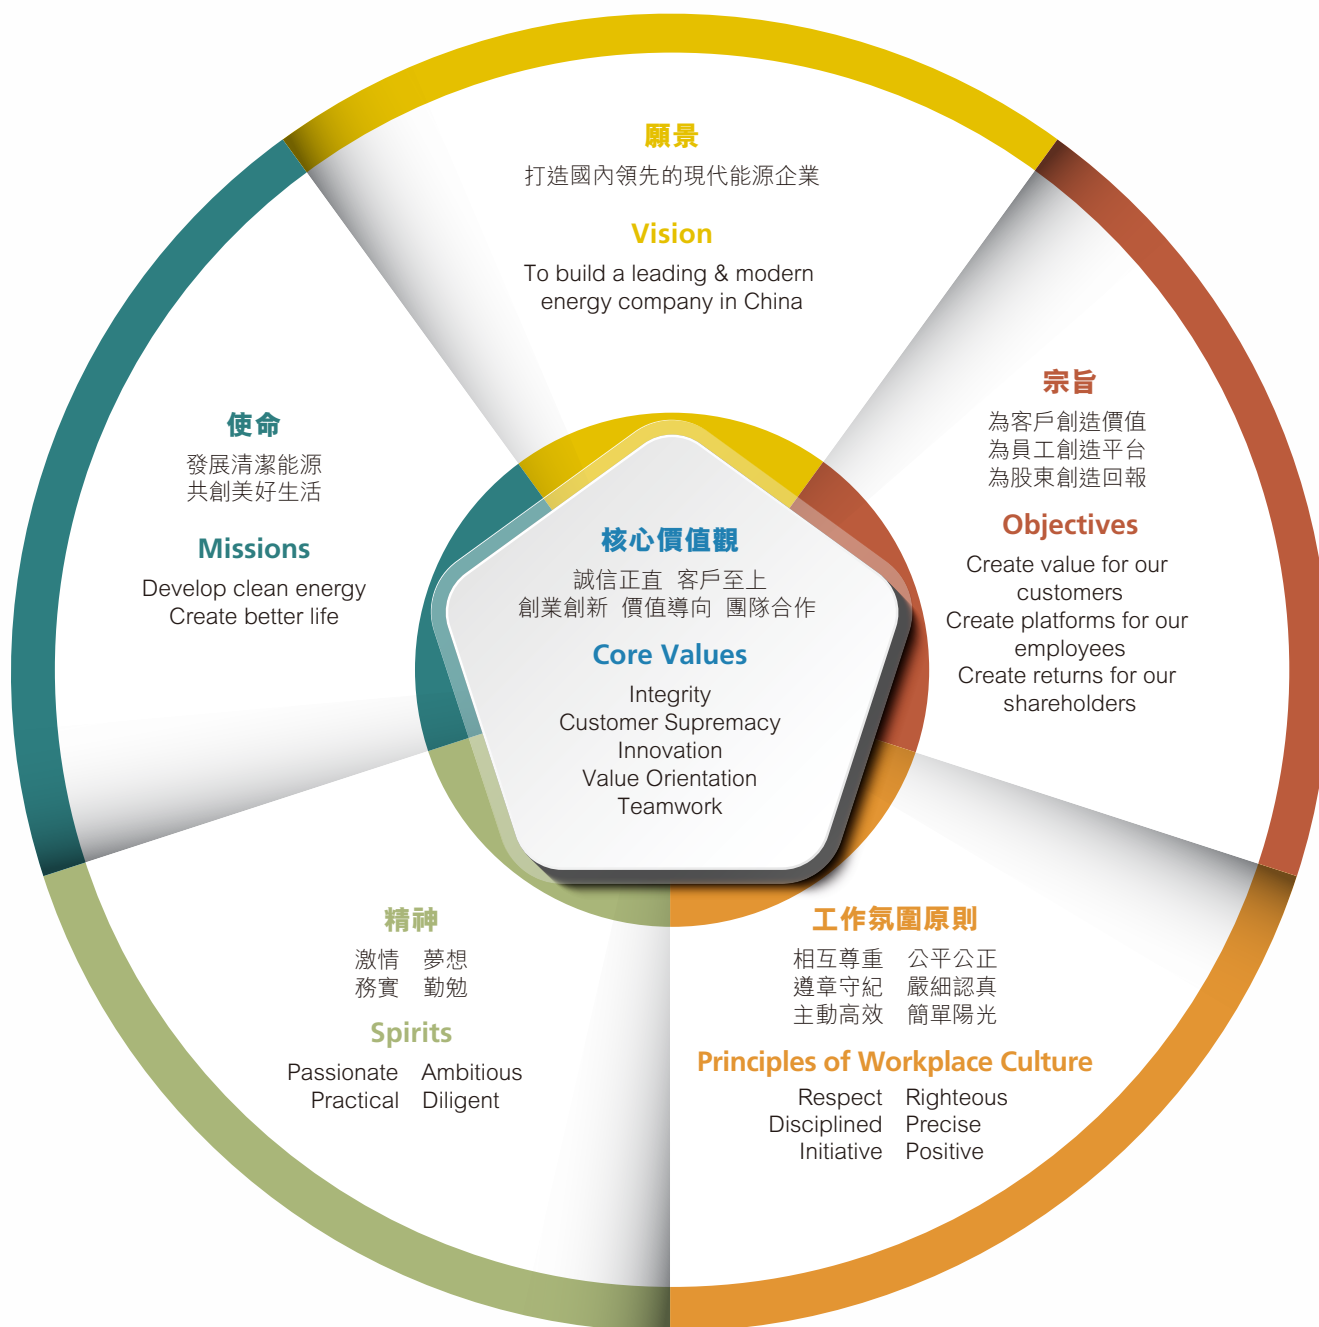 願景
打造國內領先的現代能源企業
Vision
To build a leading & modern
energy company in China
使命
發展清潔能源
共創美好生活
Missions
Develop clean energy
Create better life
宗旨
為客戶創造價值
為員工創造平台
為股東創造回報
Objectives
Create value for our
customers
Create platforms for our
employees
Create returns for our
shareholders
核心價值觀
誠信正直 客戶至上
創業創新 價值導向 團隊合作
Core Values
Integrity
Customer Supremacy
Innovation
Value Orientation
Teamwork
精神
激情 夢想
務實 勤勉
Spirits
Passionate Ambitious
Practical Diligent
工作氛圍原則
相互尊重 公平公正
遵章守紀 嚴細認真
主動高效 簡單陽光
Principles of Workplace Culture
Respect Righteous
Disciplined Precise
Initiative Positive